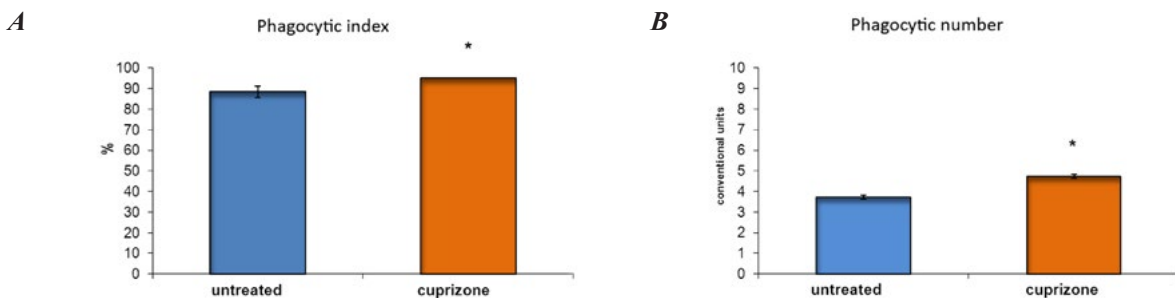 A
Phagocytic index
*
100
90
80
70
60
50
40
30
20
10
0
%
untreated
cuprizone
B
Phagocytic number
*
10
9
8
7
6
5
4
3
2
1
0
conventional units
untreated
cuprizone